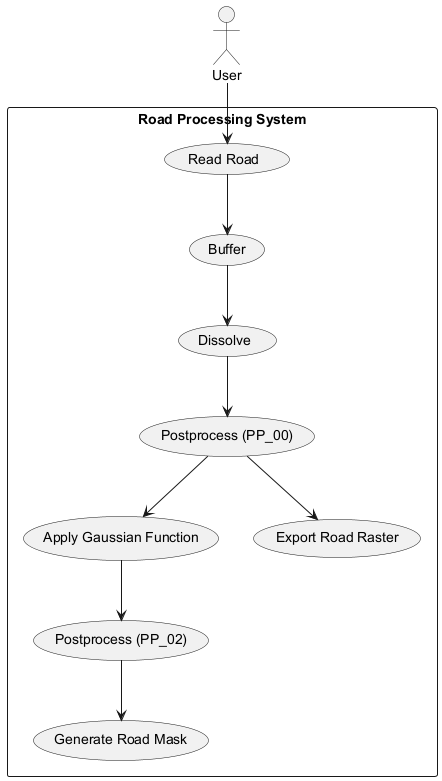 User
Road Processing System
Read Road
Buffer
Dissolve
Postprocess (PP_00)
Apply Gaussian Function
Export Road Raster
Postprocess (PP_02)
Generate Road Mask